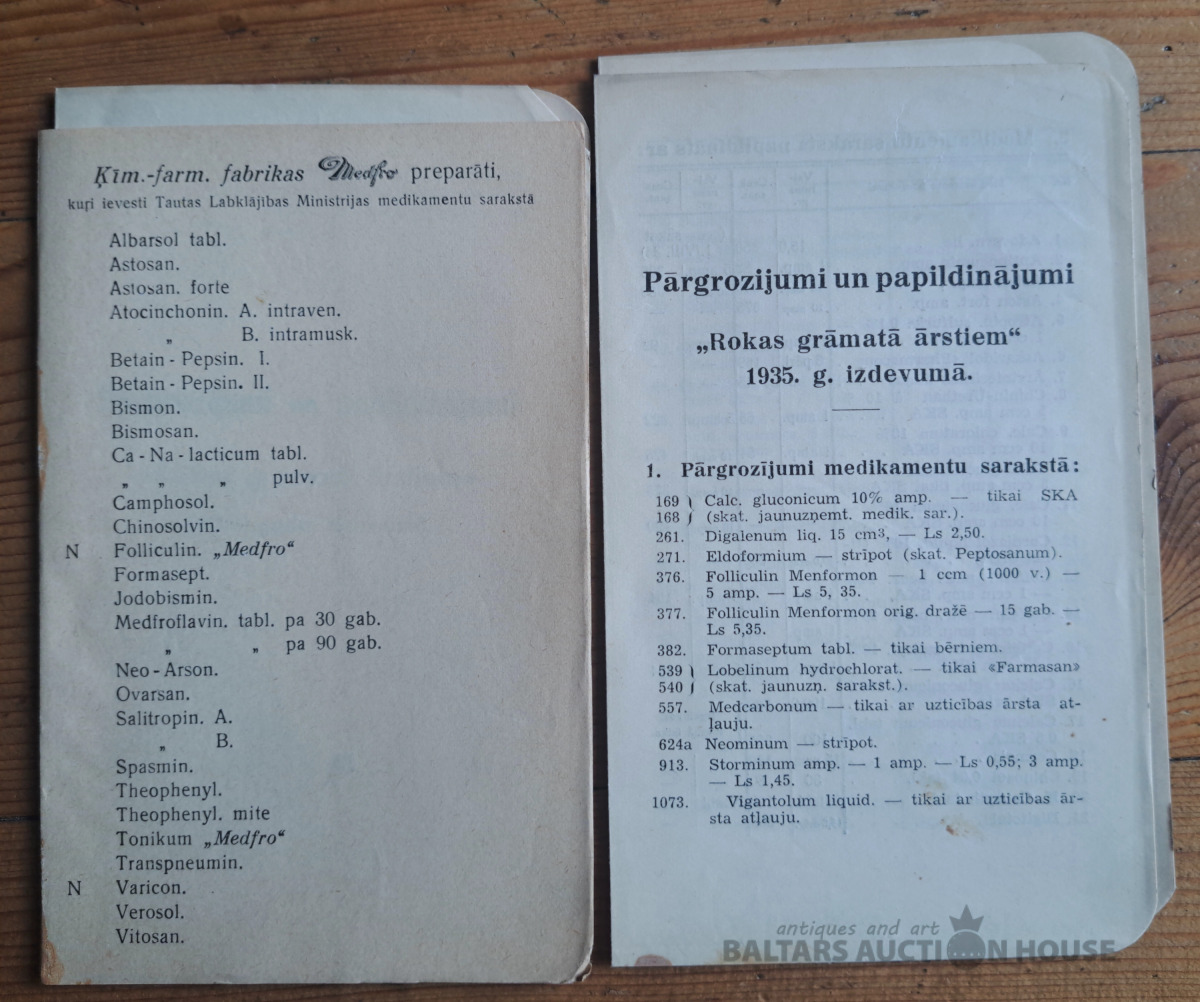 Ķīm.-farm. fabrikas Medfro preparāti,
kuŗi ievesti Tautas Labklājības Ministrijas medikamentu sarakstā
Albarsol tabl.
Astosan.
Astosan. forte
Atocinchonin. A. intraven.
„ B. intramusk.
Betain - Pepsin. I.
Betain - Pepsin. II.
Bismon.
Bismosan.
Ca - Na - lacticum tabl.
„ „ „ pulv.
Camphosol.
Chinosolvin.
N Folliculin. „Medfro“
Formasept.
Jodobismin.
Medfroflavin. tabl. pa 30 gab.
„ „ pa 90 gab.
Neo - Arson.
Ovarsan.
Salitropin. A.
„ B.
Spasmin.
Theophenyl.
Theophenyl. mite
Tonikum „Medfro“
Transpneumin.
N Varicon.
Verosol.
Vitosan.
Pārgrozijumi un papildinājumi
„Rokas grāmatā ārstiem“
1935. g. izdevumā.
1. Pārgrozījumi medikamentu sarakstā:
169 } Calc. gluconicum 10% amp. — tikai SKA
168 } (skat. jaunuzņemt. medik. sar.).
261. Digalenum liq. 15 cm³, — Ls 2,50.
271. Eldoformium — strīpot (skat. Peptosanum).
376. Folliculin Menformon — 1 ccm (1000 v.) —
5 amp. — Ls 5, 35.
377. Folliculin Menformon orig. dražē — 15 gab. —
Ls 5,35.
382. Formaseptum tabl. — tikai bērniem.
539 } Lobelinum hydrochlorat. — tikai «Farmasan»
540 } (skat. jaunuzņ. sarakst.).
557. Medcarbonum — tikai ar uzticības ārsta at-
ļauju.
624a Neominum — strīpot.
913. Storminum amp. — 1 amp. — Ls 0,55; 3 amp.
— Ls 1,45.
1073. Vigantolum liquid. — tikai ar uzticības ār-
sta atļauju.
antiques and art
BALTARS AUCTION HOUSE